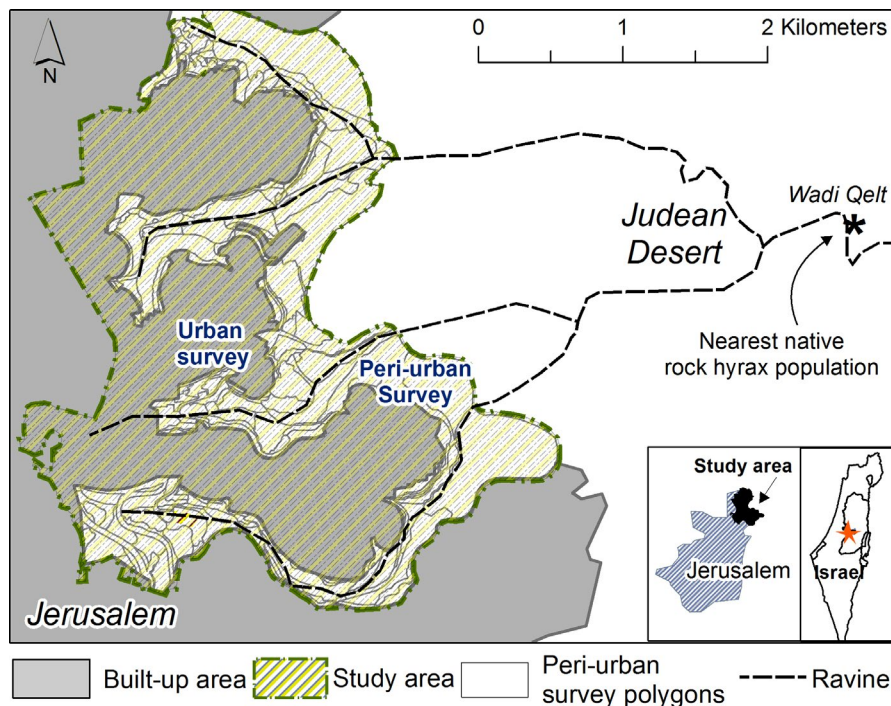 N
0 1 2 Kilometers
Wadi Qelt
*
Judean
Desert
Nearest native
rock hyrax population
Urban
survey
Peri-urban
Survey
Study area
Jerusalem
Israel
Jerusalem
Built-up area
Study area
Peri-urban
survey polygons
Ravine